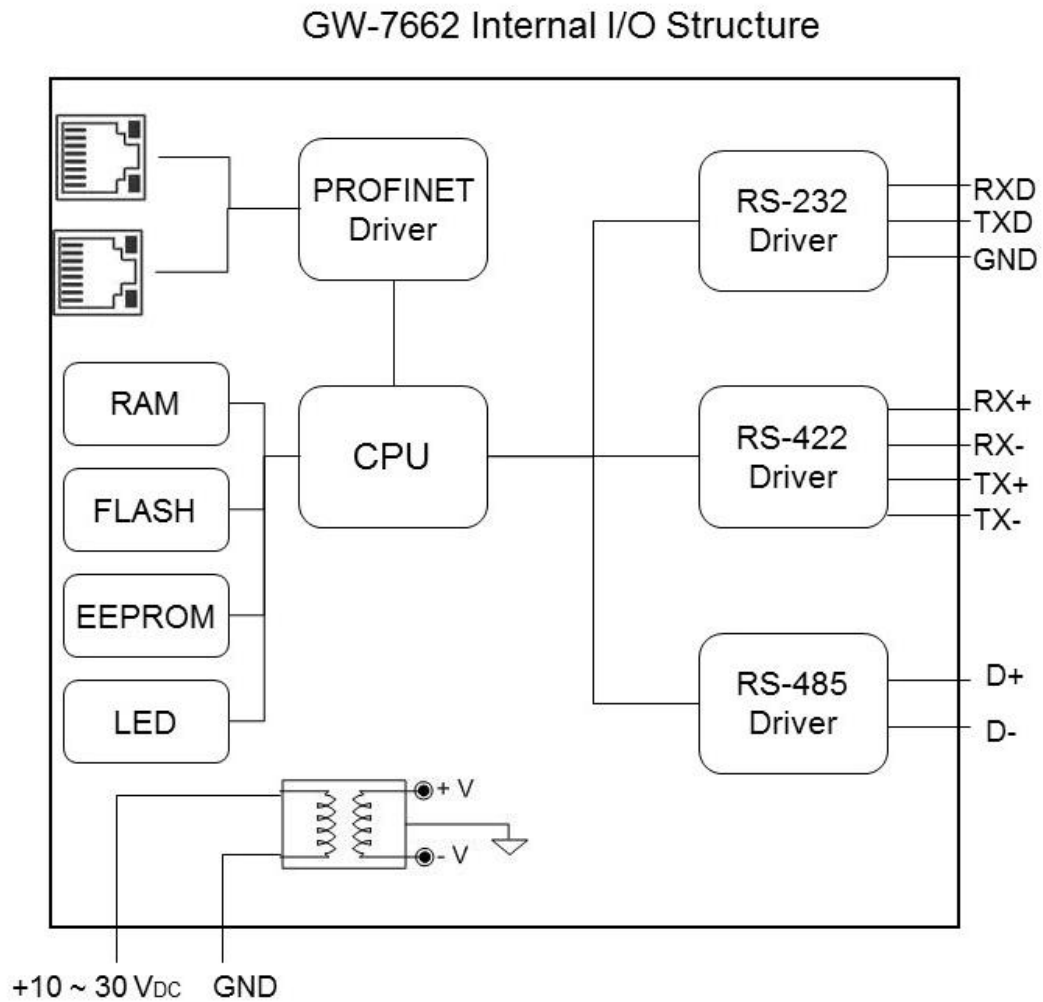 GW-7662 Internal I/O Structure
PROFINET
Driver
RS-232
Driver
RXD
TXD
GND
RAM
FLASH
EEPROM
LED
CPU
RS-422
Driver
RX+
RX-
TX+
TX-
RS-485
Driver
D+
D-
+ V
- V
+10 ~ 30 VDC
GND